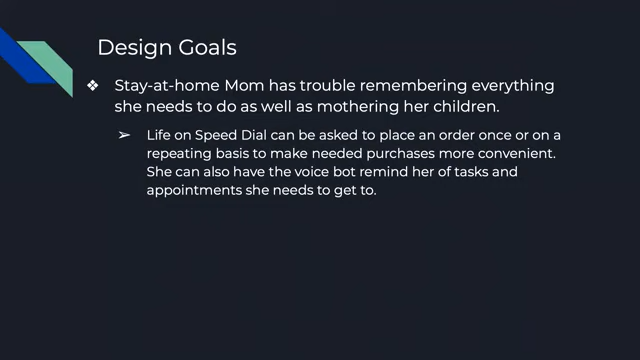 Design Goals
❖ Stay-at-home Mom has trouble remembering everything
she needs to do as well as mothering her children.
➢ Life on Speed Dial can be asked to place an order once or on a
repeating basis to make needed purchases more convenient.
She can also have the voice bot remind her of tasks and
appointments she needs to get to.